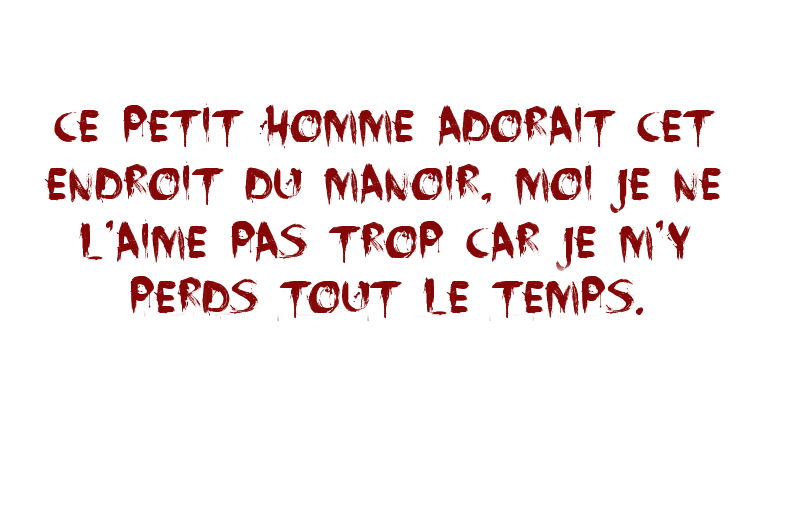 CE PETIT HOMME ADORAIT CET
ENDROIT DU MANOIR, MOI JE NE
L'AIME PAS TROP CAR JE M'Y
PERDS TOUT LE TEMPS.